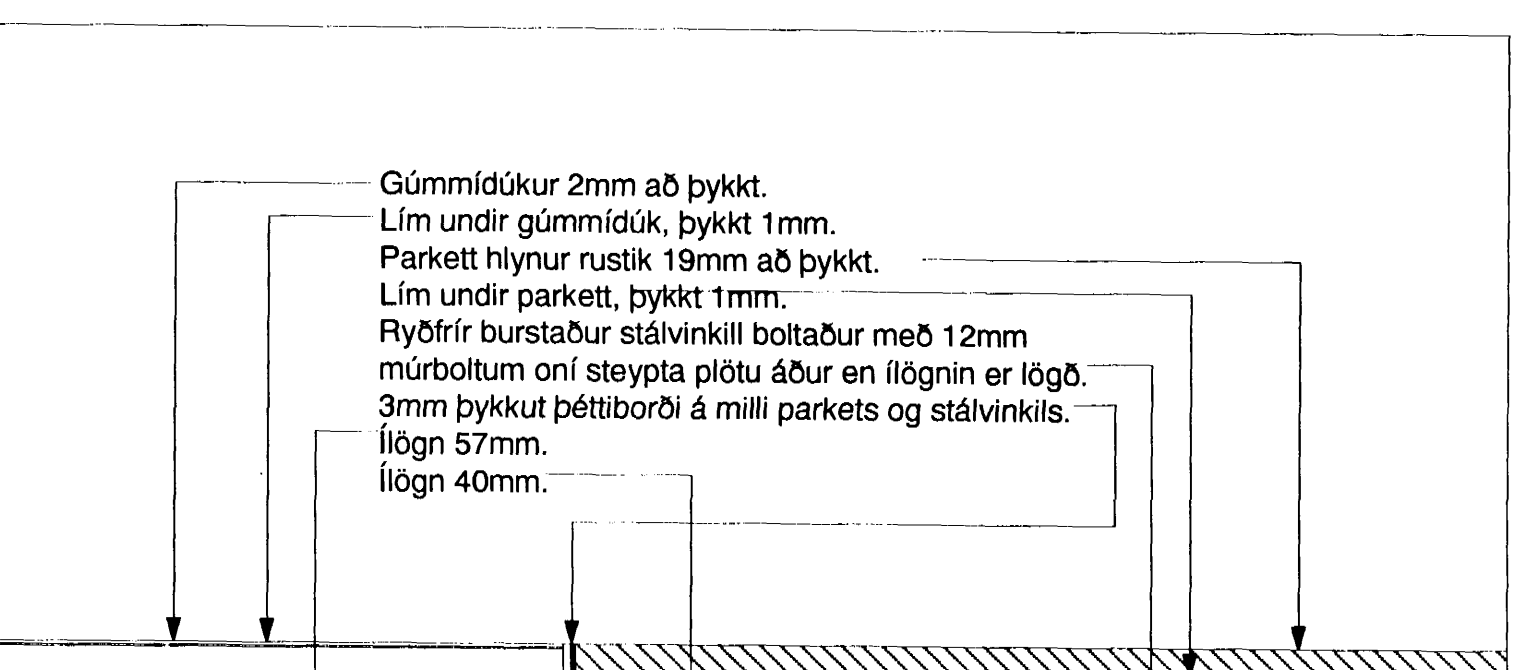 Gúmmídúkur 2mm að þykkt.
Lím undir gúmmídúk, þykkt 1mm.
Parkett hlynur rustik 19mm að þykkt.
Lím undir parkett, þykkt 1mm.
Ryðfrír burstaður stálvinkill boltaður með 12mm
múrboltum oní steypta plötu áður en ílögnin er lögð.
3mm þykkut þéttiborði á milli parkets og stálvinkils.
Ílögn 57mm.
Ílögn 40mm.